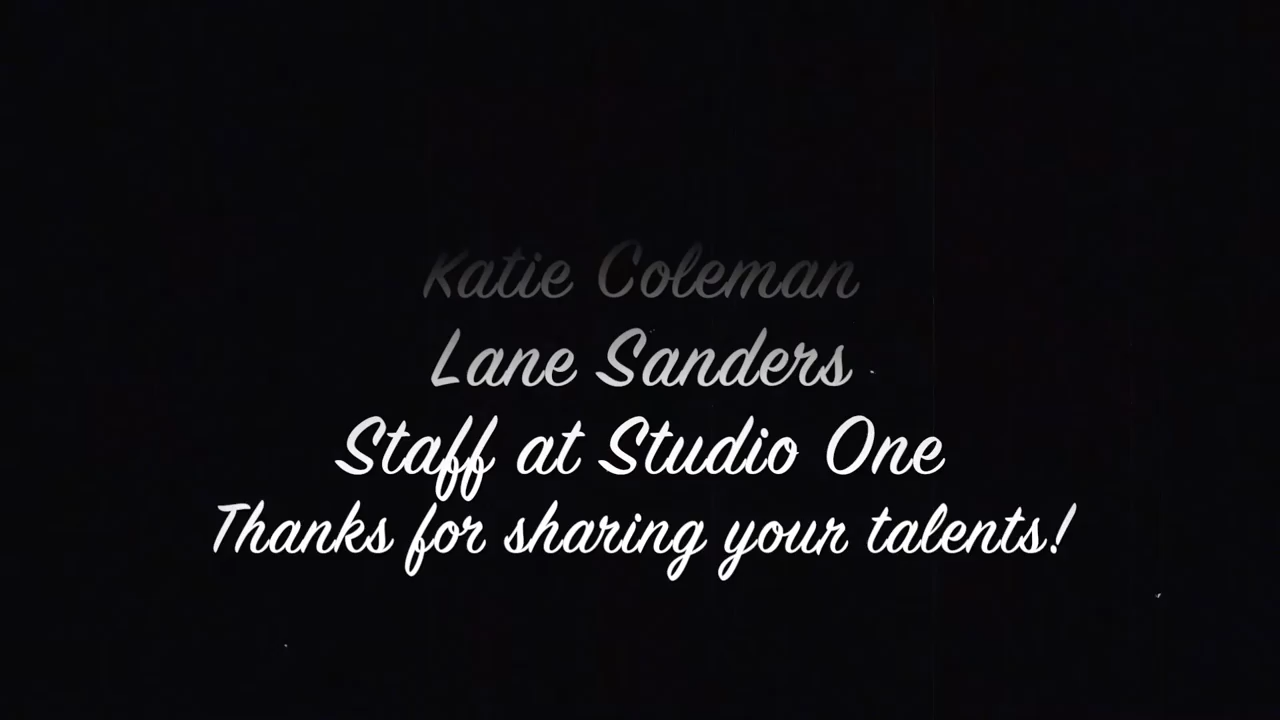 Katie Coleman
Lane Sanders
Staff at Studio One
Thanks for sharing your talents!